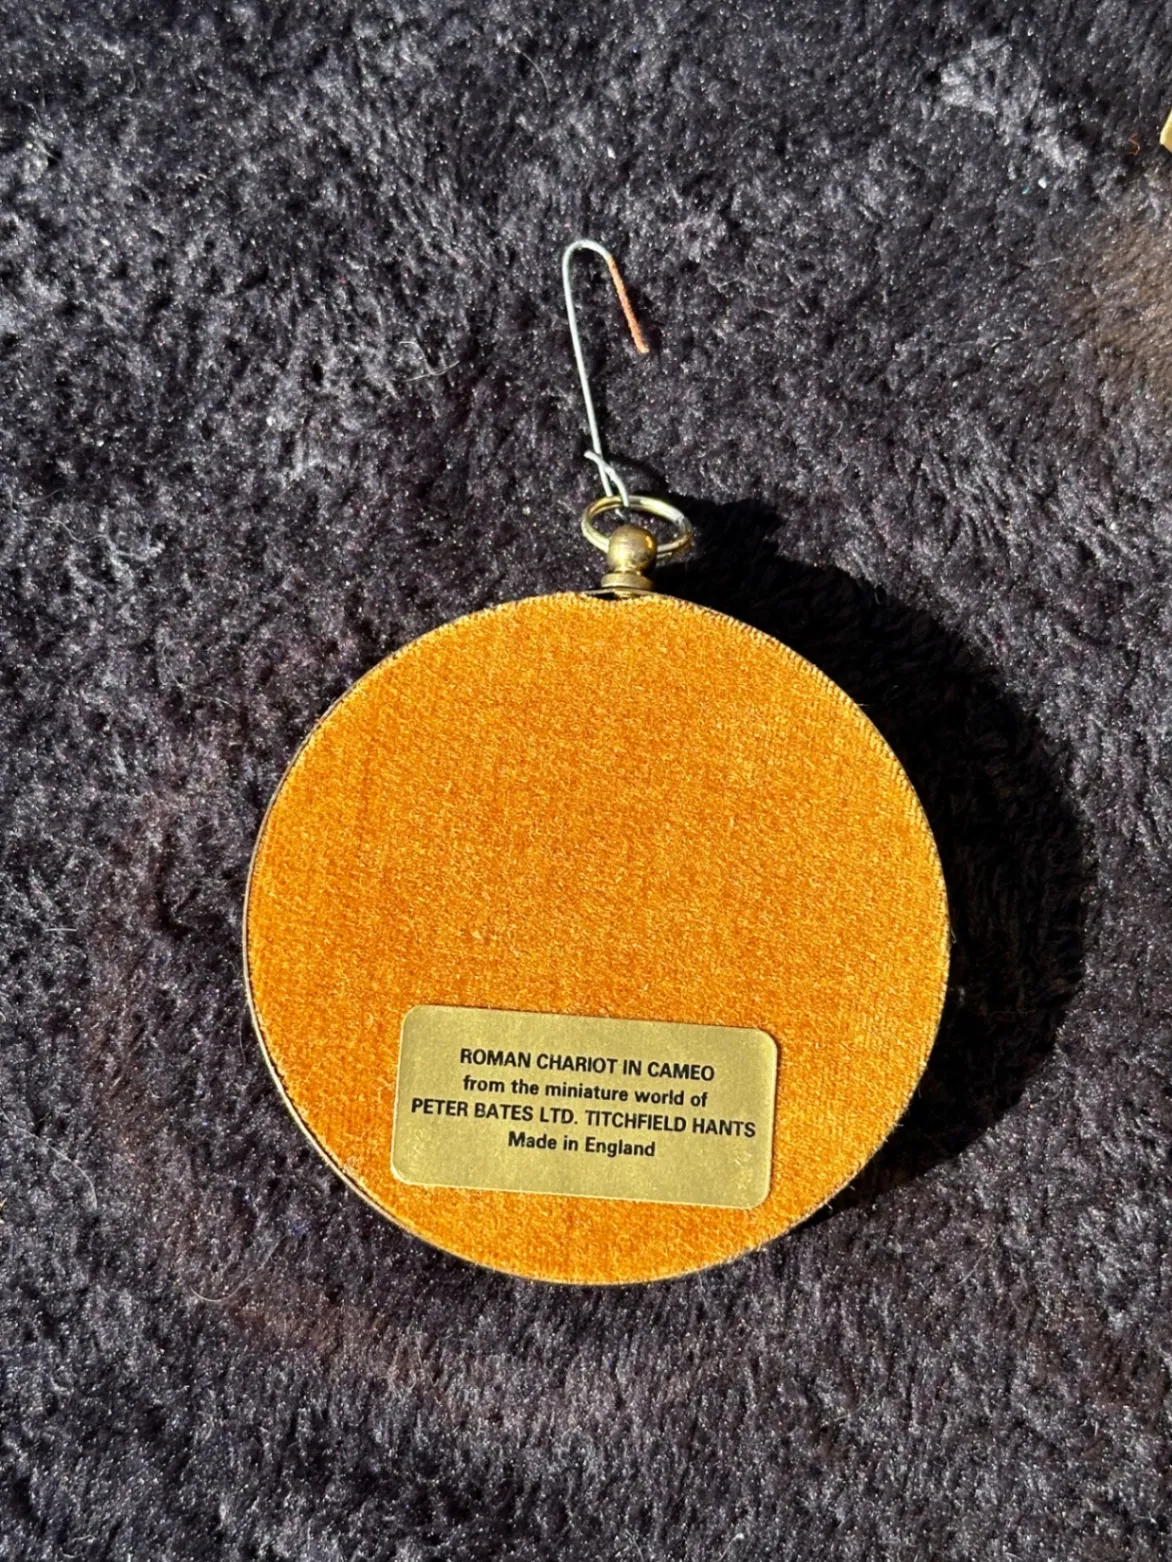 ROMAN CHARIOT IN CAMEO
from the miniature world of
PETER BATES LTD. TITCHFIELD HANTS
Made in England